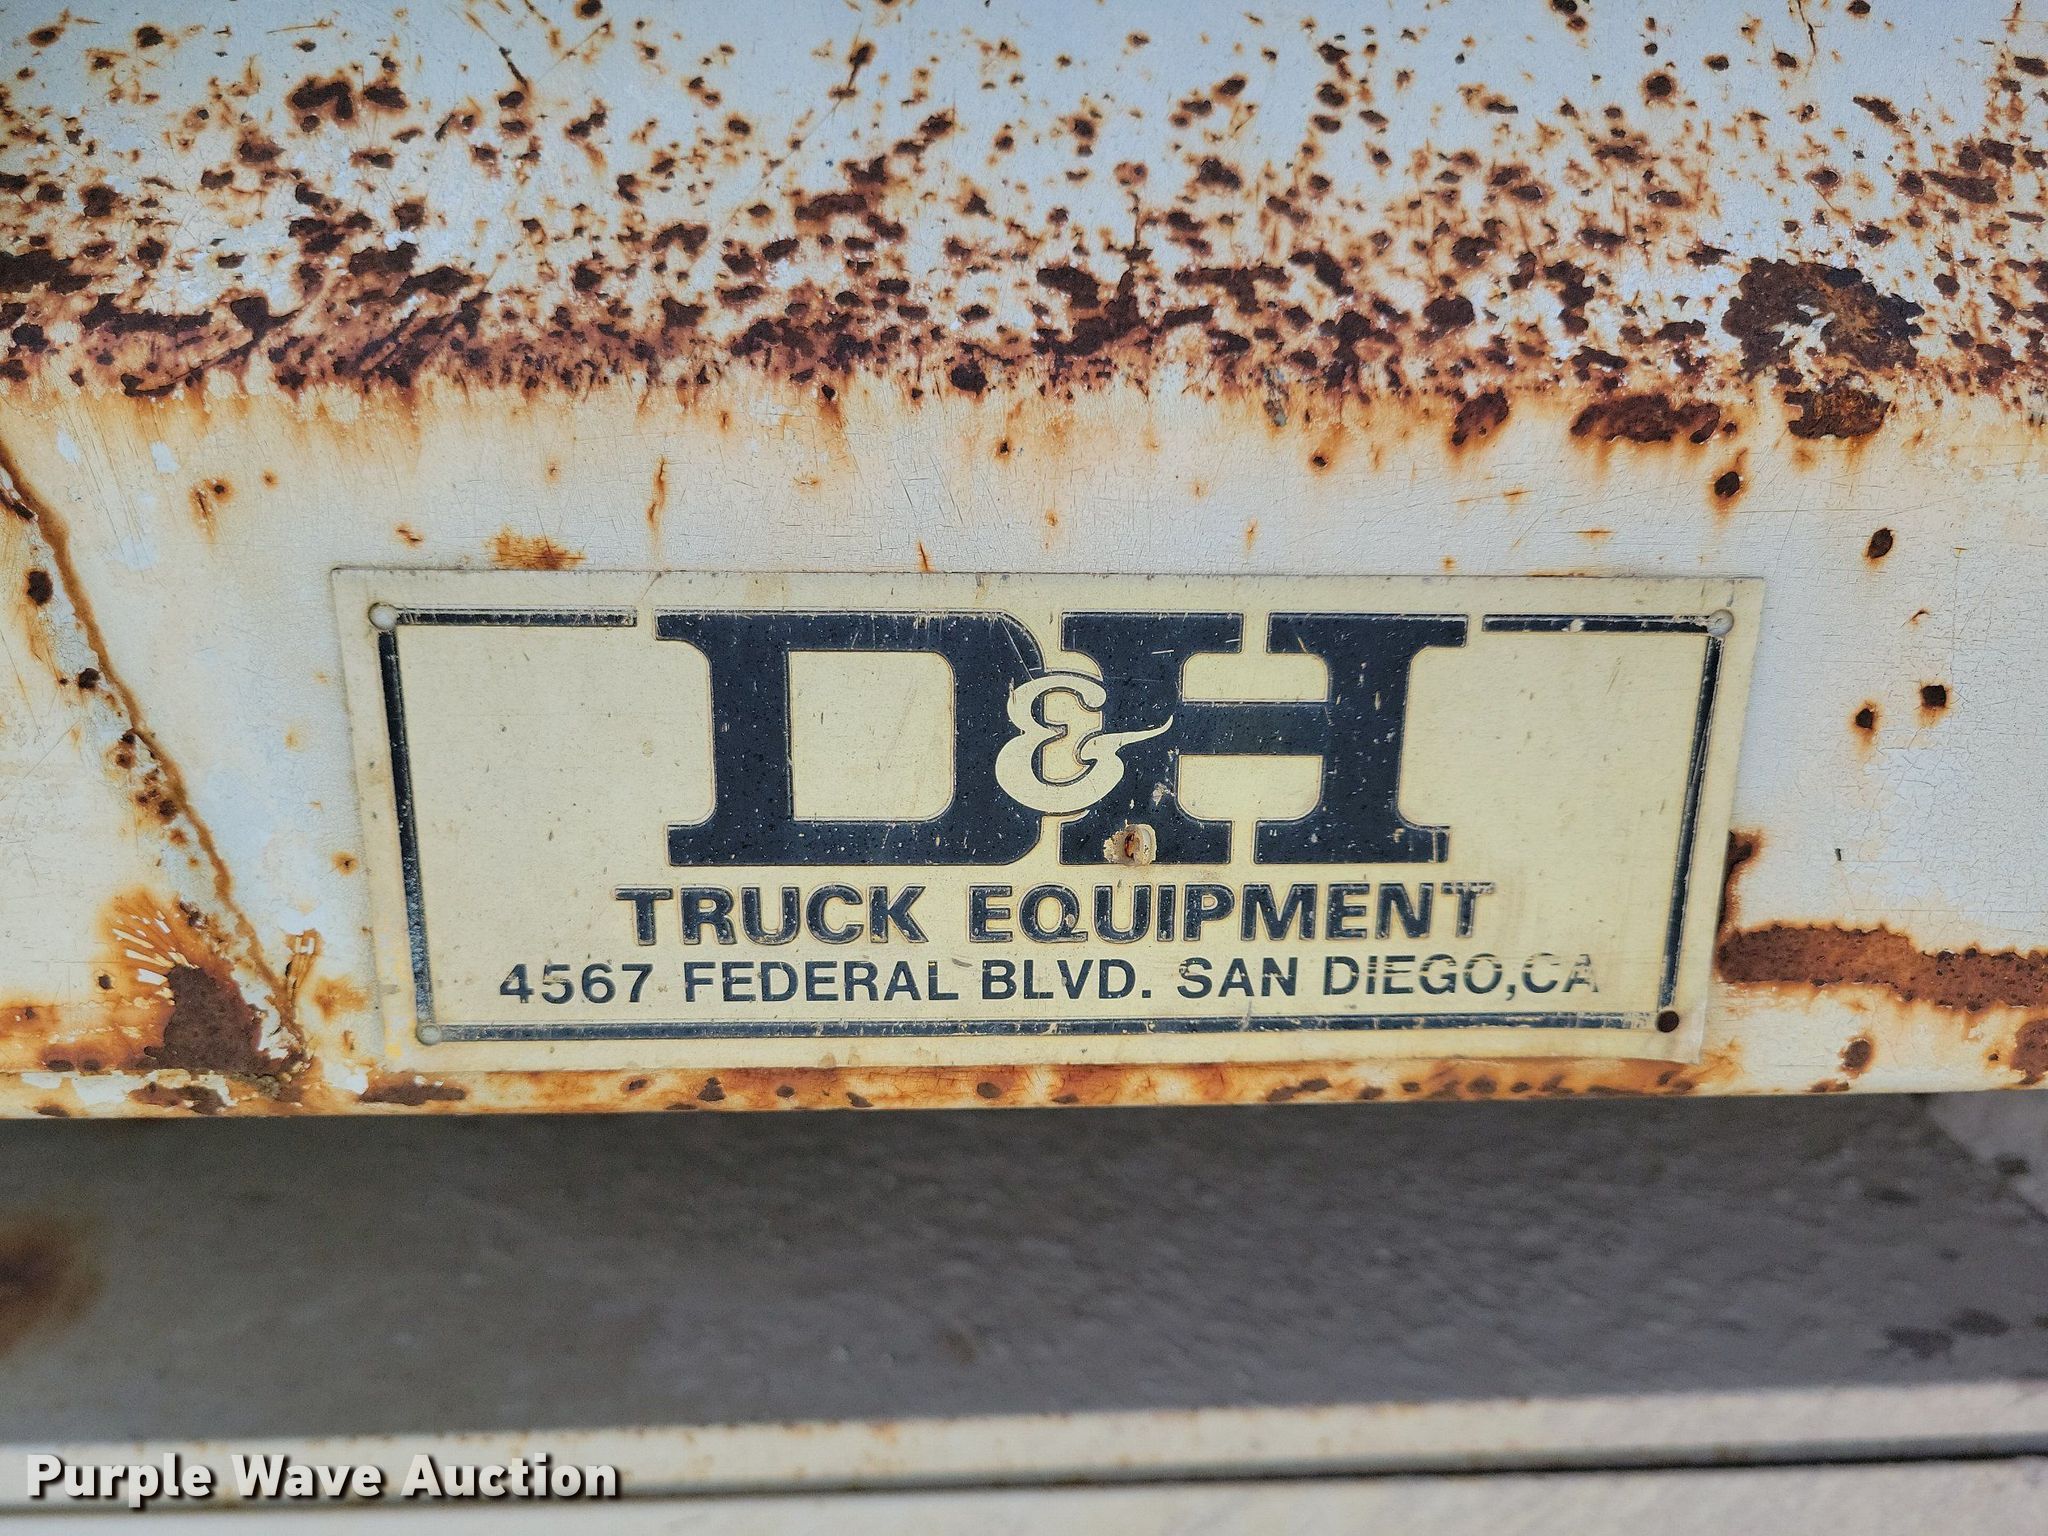 D&H
TRUCK EQUIPMENT
4567 FEDERAL BLVD. SAN DIEGO,CA
Purple Wave Auction